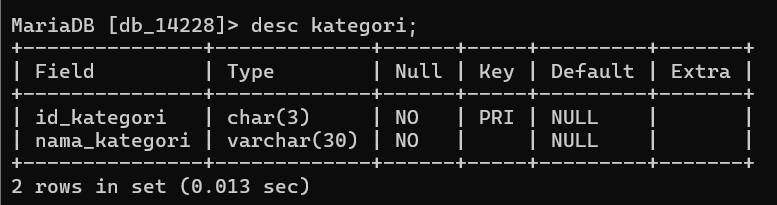 MariaDB [db_14228]> desc kategori;
+---------------+-------------+------+-----+---------+-------+
| Field         | Type        | Null | Key | Default | Extra |
+---------------+-------------+------+-----+---------+-------+
| id_kategori   | char(3)     | NO   | PRI | NULL    |       |
| nama_kategori | varchar(30) | NO   |     | NULL    |       |
+---------------+-------------+------+-----+---------+-------+
2 rows in set (0.013 sec)